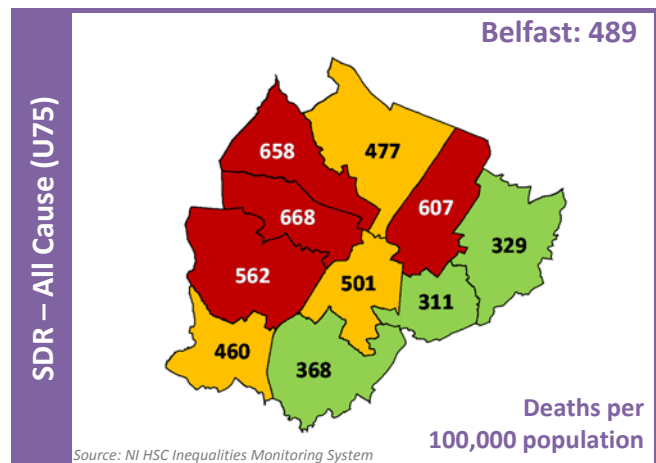 SDR – All Cause (U75)
Belfast: 489
658
477
668
607
329
562
501
311
460
368
Deaths per
100,000 population
Source: NI HSC Inequalities Monitoring System